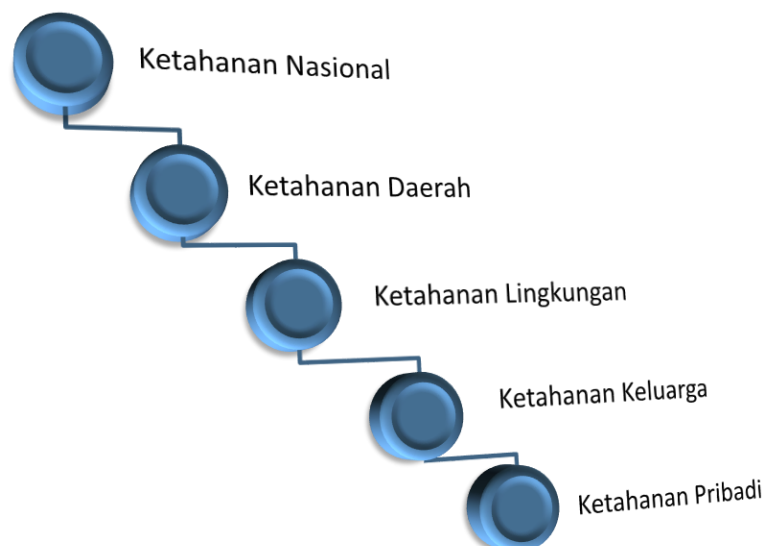 Ketahanan Nasional
Ketahanan Daerah
Ketahanan Lingkungan
Ketahanan Keluarga
Ketahanan Pribadi